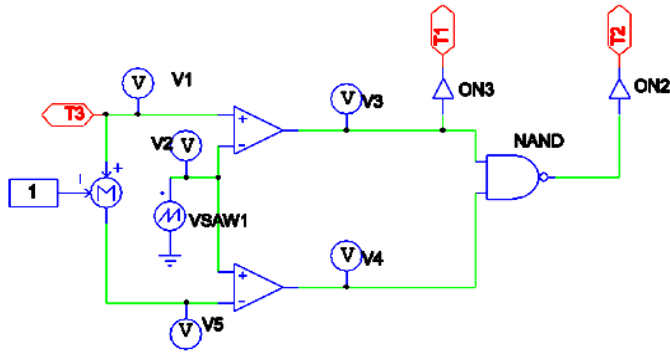 T1
T2
V1
V3
ON3
ON2
T3
V
V
V
+
-
V2
V
NAND
+
1
I
M
VSAW1
V
V4
+
-
V
V5